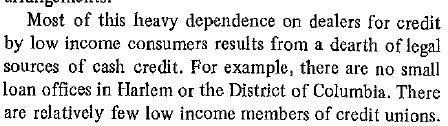 Most of this heavy dependence on dealers for credit
by low income consumers results from a dearth of legal
sources of cash credit. For example, there are no small
loan offices in Harlem or the District of Columbia. There
are relatively few low income members of credit unions.